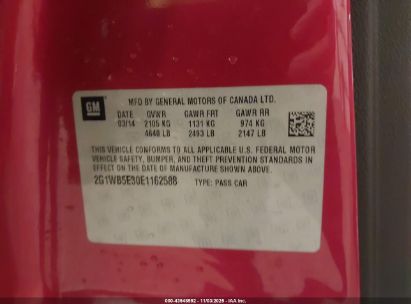 GM
MFD BY GENERAL MOTORS OF CANADA LTD.
DATE GVWR GAWR FRT GAWR RR
03/14 2105 KG 1131 KG 974 KG
4640 LB 2493 LB 2147 LB
THIS VEHICLE CONFORMS TO ALL APPLICABLE U.S. FEDERAL MOTOR
VEHICLE SAFETY, BUMPER, AND THEFT PREVENTION STANDARDS IN
EFFECT ON THE DATE OF MANUFACTURE SHOWN ABOVE.
2G1WB5E30E1162588 TYPE: PASS CAR